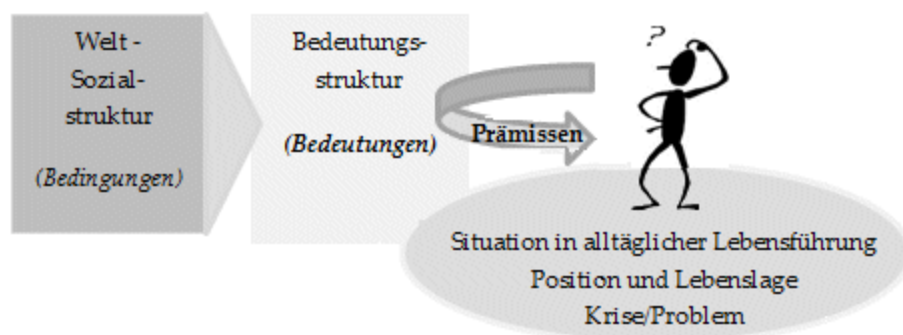 Welt -
Sozial-
struktur
(Bedingungen)
Bedeutungs-
struktur
(Bedeutungen)
Prämissen
?
Situation in alltäglicher Lebensführung
Position und Lebenslage
Krise/Problem